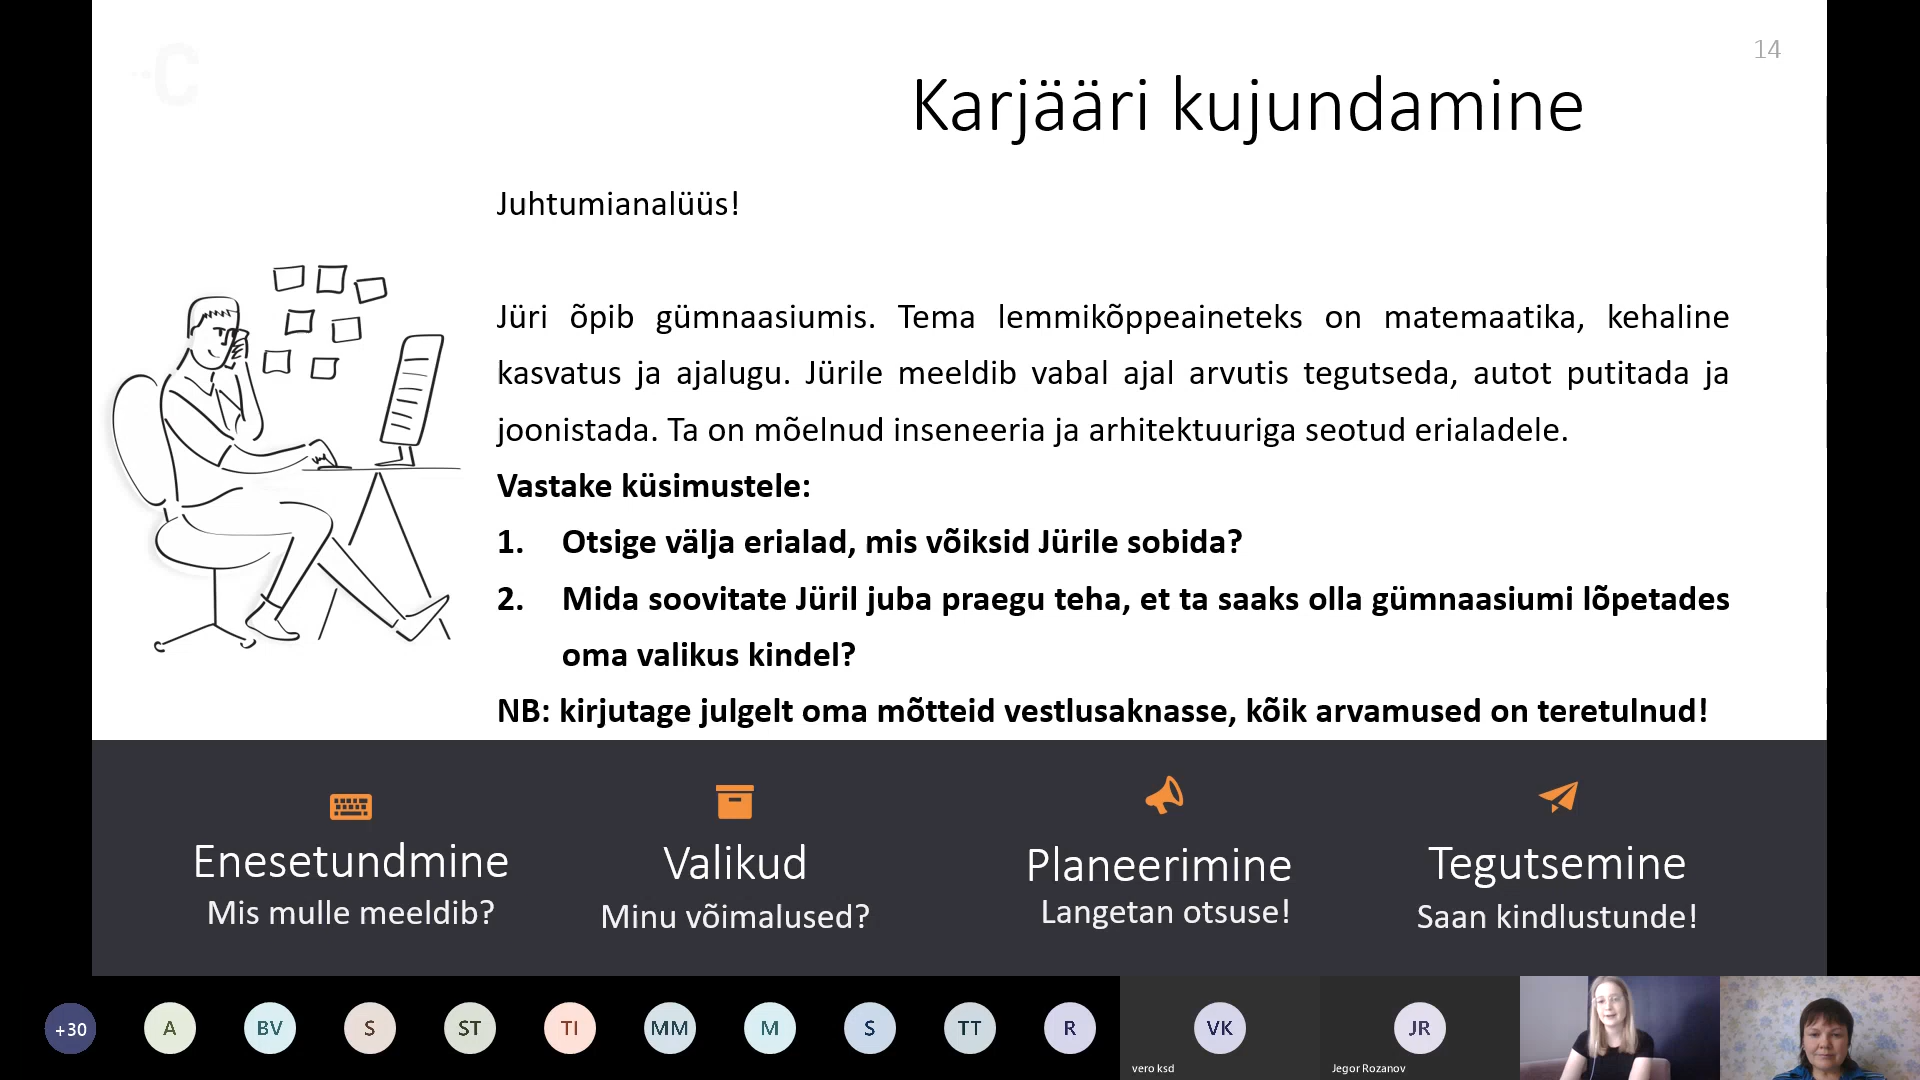 14
Karjääri kujundamine
Juhtumianalüüs!
Jüri õpib gümnaasiumis. Tema lemmikõppeaineteks on matemaatika, kehaline
kasvatus ja ajalugu. Jürile meeldib vabal ajal arvutis tegutseda, autot putitada ja
joonistada. Ta on mõelnud inseneeria ja arhitektuuriga seotud erialadele.
Vastake küsimustele:
1. Otsige välja erialad, mis võiksid Jürile sobida?
2. Mida soovitate Jüril juba praegu teha, et ta saaks olla gümnaasiumi lõpetades
oma valikus kindel?
NB: kirjutage julgelt oma mõtteid vestlusaknasse, kõik arvamused on teretulnud!
Enesetundmine
Mis mulle meeldib?
Valikud
Minu võimalused?
Planeerimine
Langetan otsuse!
Tegutsemine
Saan kindlustunde!
+30
A
BV
S
ST
TI
MM
M
S
TT
R
VK
vero ksd
JR
Jegor Rozanov